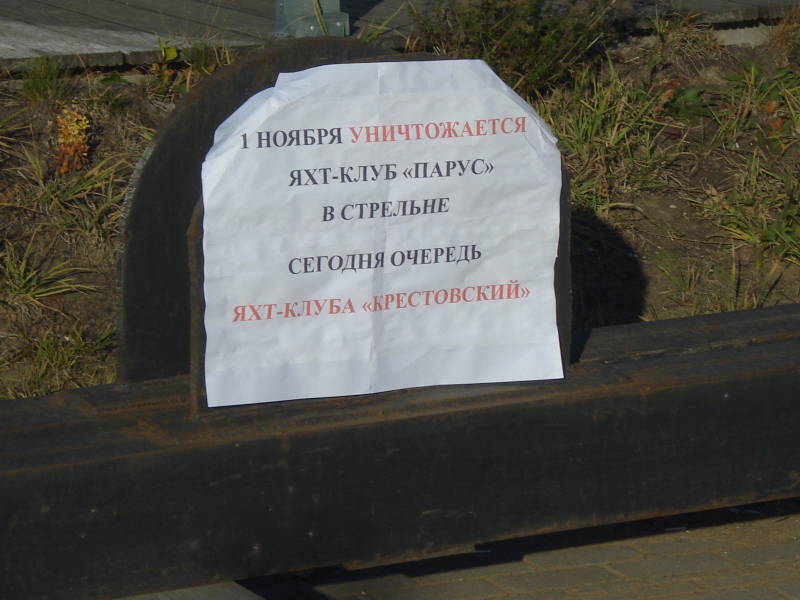 1 НОЯБРЯ УНИЧТОЖАЕТСЯ
ЯХТ-КЛУБ «ПАРУС»
В СТРЕЛЬНЕ
СЕГОДНЯ ОЧЕРЕДЬ
ЯХТ-КЛУБА «КРЕСТОВСКИЙ»